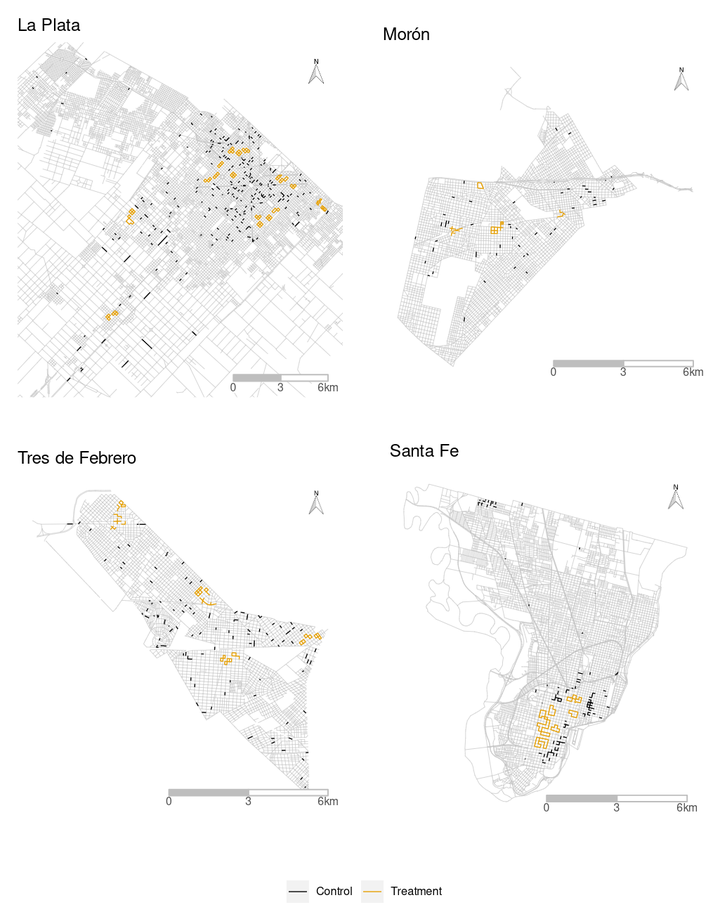 La Plata
N
0 3 6km
Morón
N
0 3 6km
Tres de Febrero
N
0 3 6km
Santa Fe
N
0 3 6km
Control Treatment